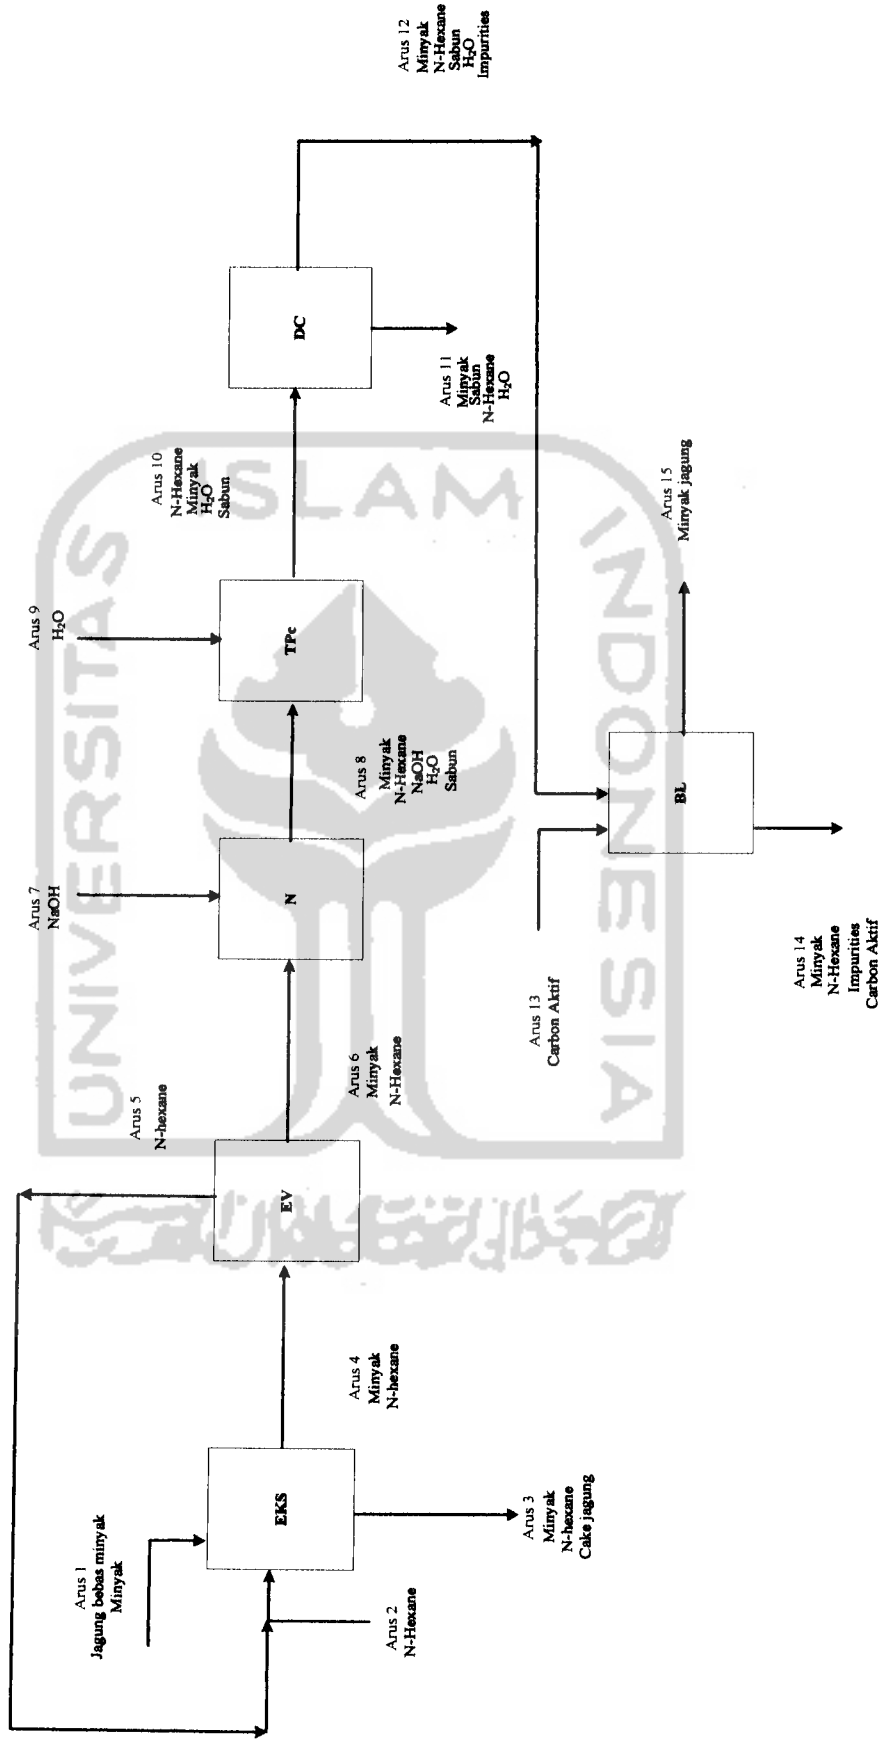 Arus 1
Jagung bebas minyak
Minyak
Arus 2
N-Hexane
EKS
Arus 3
Minyak
N-hexane
Cake jagung
Arus 4
Minyak
N-hexane
EV
Arus 5
N-hexane
Arus 6
Minyak
N-Hexane
Arus 7
NaOH
N
Arus 8
Minyak
N-Hexane
NaOH
H₂O
Sabun
Arus 9
H₂O
TPc
Arus 10
N-Hexane
Minyak
H₂O
Sabun
DC
Arus 11
Minyak
Sabun
N-Hexane
H₂O
Arus 12
Minyak
N-Hexane
Sabun
H₂O
Impurities
Arus 13
Carbon Aktif
BL
Arus 14
Minyak
N-Hexane
Impurities
Carbon Aktif
Arus 15
Minyak jagung
UNIVERSITAS
ISLAM
INDONESIA